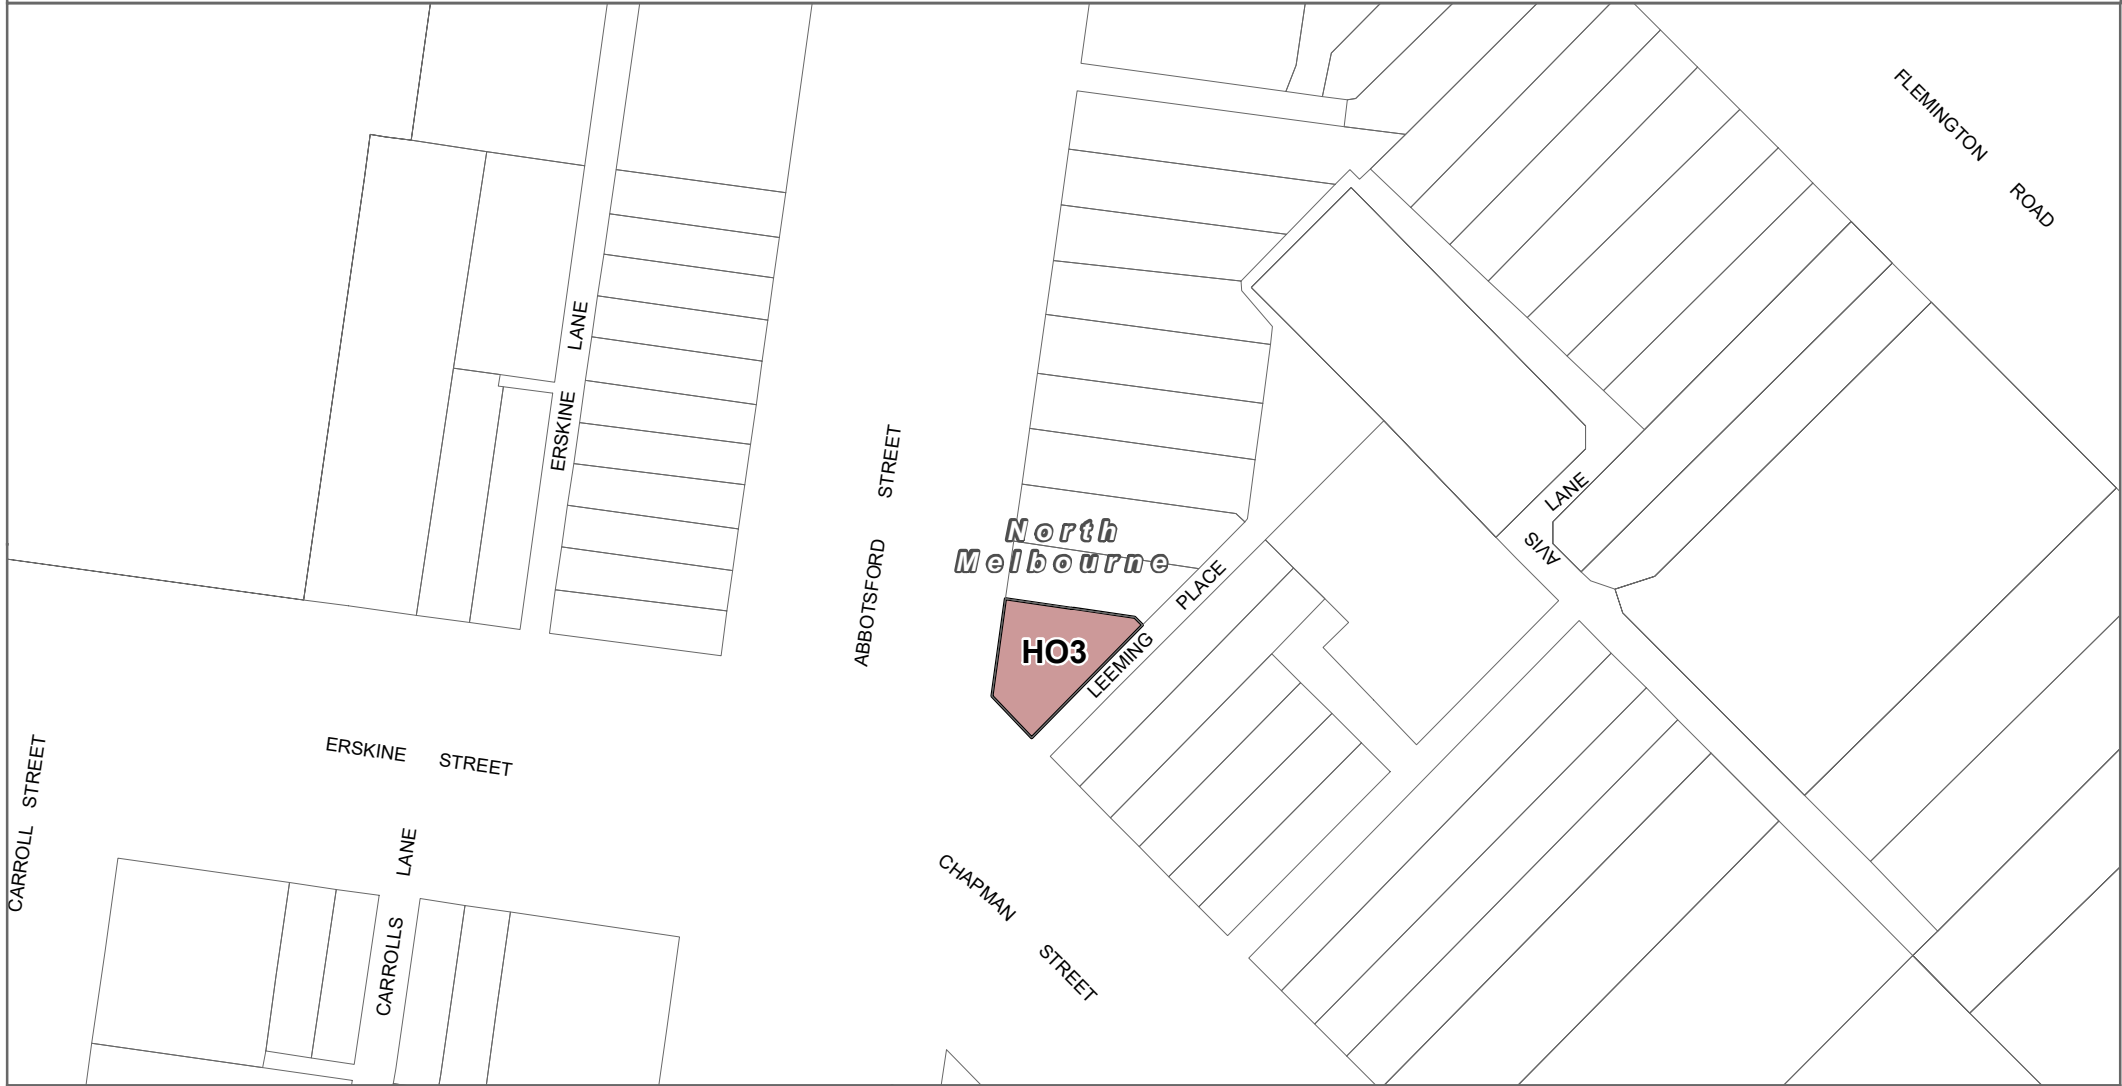 FLEMINGTON ROAD
ERSKINE LANE
ABBOTSFORD STREET
North
Melbourne
AVIS LANE
LEEMING PLACE
HO3
ERSKINE STREET
CARROLL STREET
CARROLLS LANE
CHAPMAN STREET